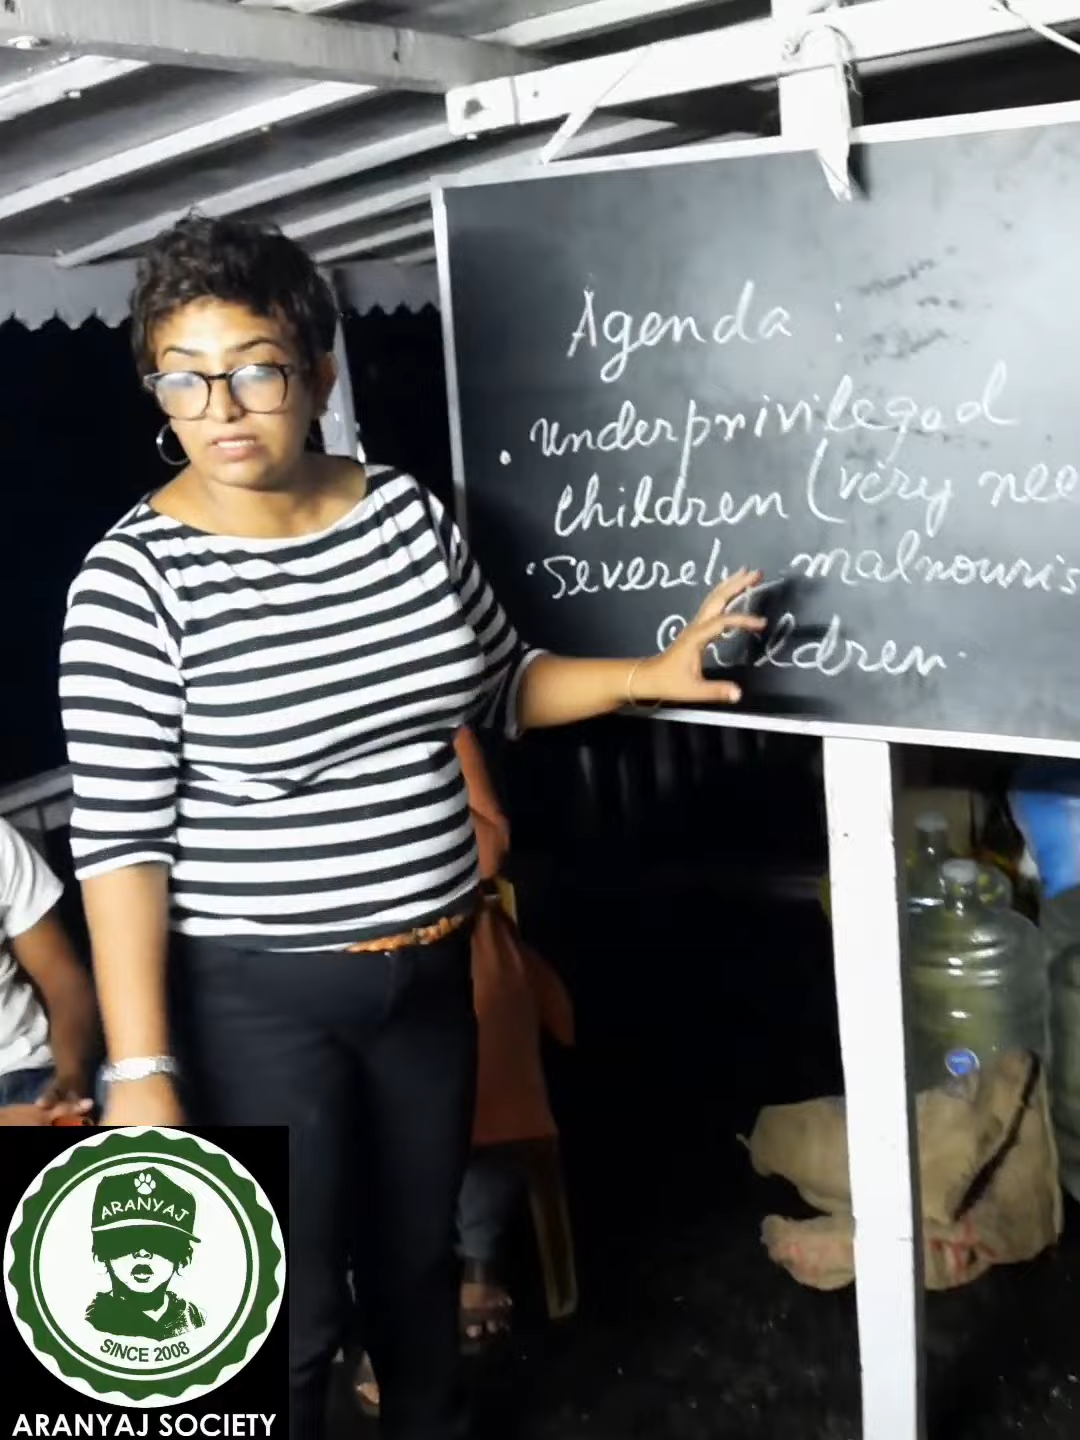 Agenda :
. underprivileged
children (very nee
. severely malnouris
children.
ARANYAJ
SINCE 2008
ARANYAJ SOCIETY